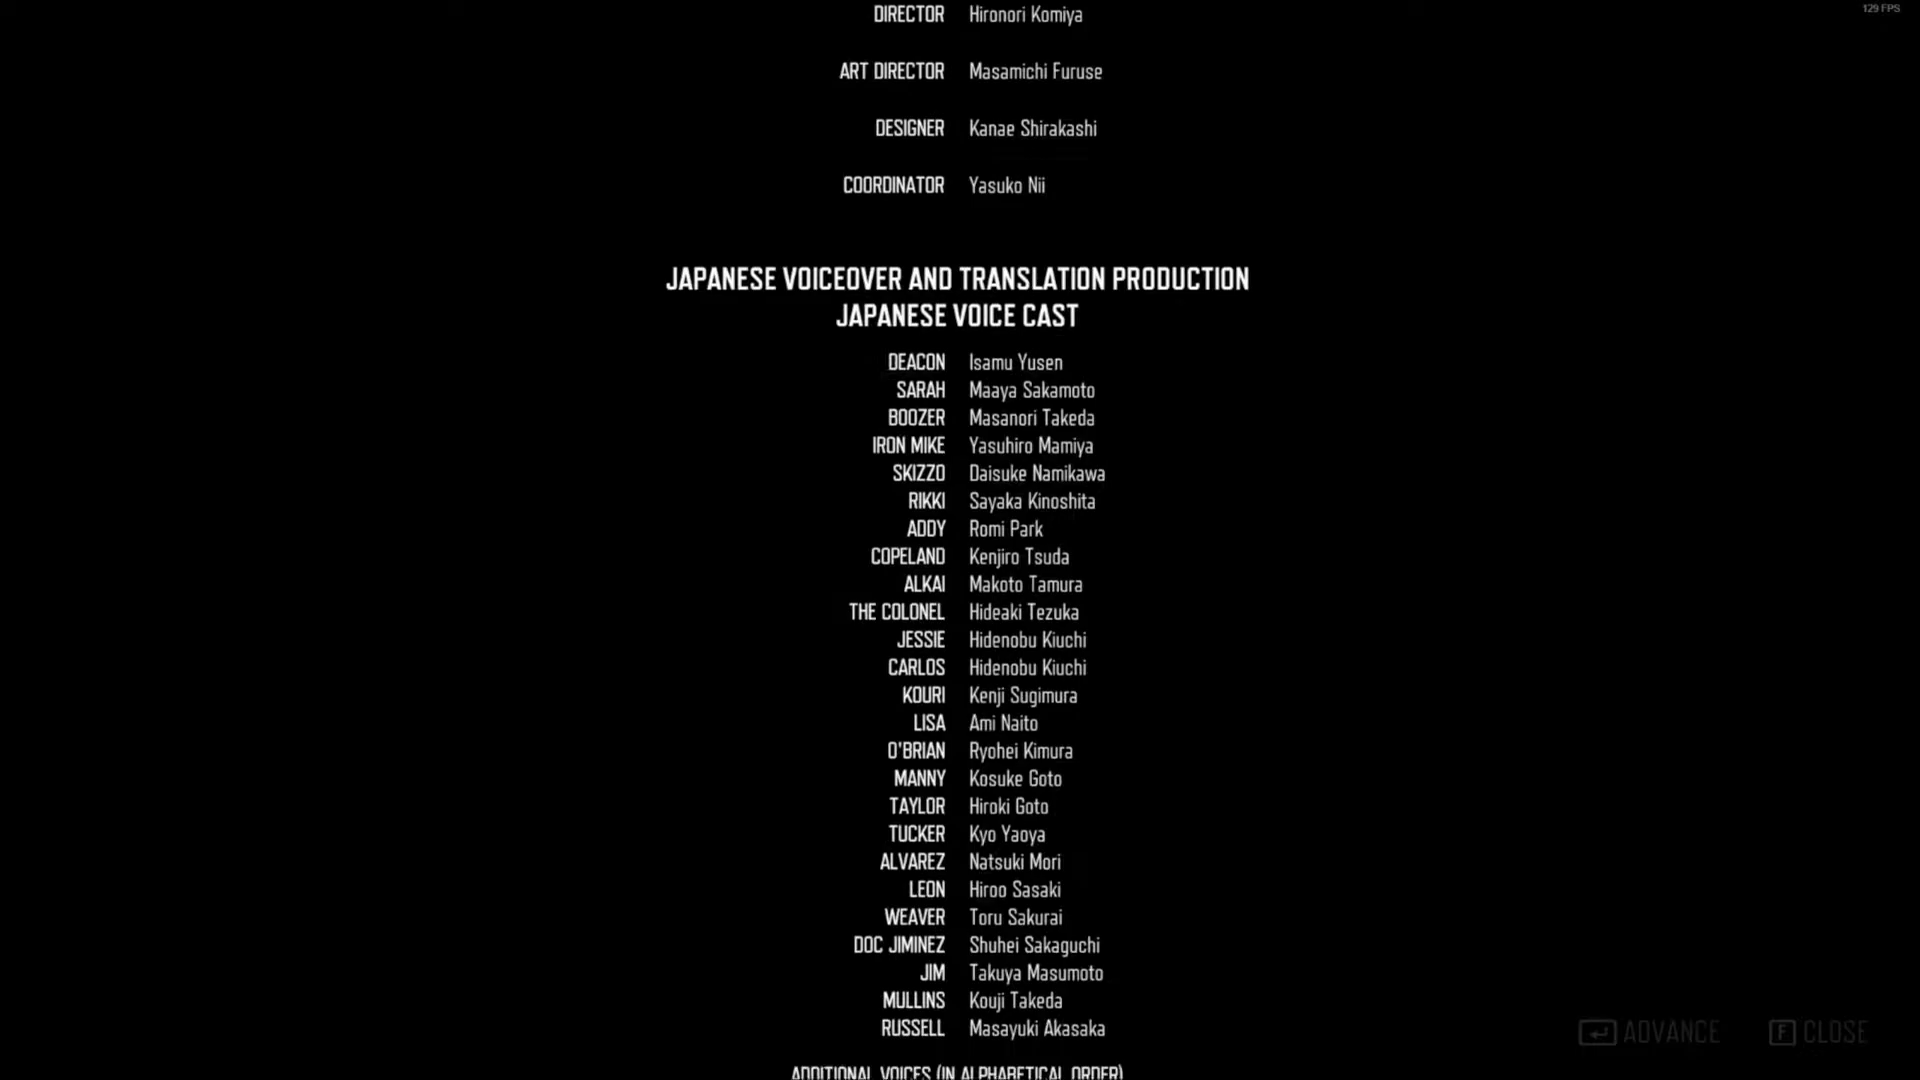 129 FPS
DIRECTOR Hironori Komiya
ART DIRECTOR Masamichi Furuse
DESIGNER Kanae Shirakashi
COORDINATOR Yasuko Nii
JAPANESE VOICEOVER AND TRANSLATION PRODUCTION
JAPANESE VOICE CAST
DEACON Isamu Yusen
SARAH Maaya Sakamoto
BOOZER Masanori Takeda
IRON MIKE Yasuhiro Mamiya
SKIZZO Daisuke Namikawa
RIKKI Sayaka Kinoshita
ADDY Romi Park
COPELAND Kenjiro Tsuda
ALKAI Makoto Tamura
THE COLONEL Hideaki Tezuka
JESSIE Hidenobu Kiuchi
CARLOS Hidenobu Kiuchi
KOURI Kenji Sugimura
LISA Ami Naito
O'BRIAN Ryohei Kimura
MANNY Kosuke Goto
TAYLOR Hiroki Goto
TUCKER Kyo Yaoya
ALVAREZ Natsuki Mori
LEON Hiroo Sasaki
WEAVER Toru Sakurai
DOC JIMINEZ Shuhei Sakaguchi
JIM Takuya Masumoto
MULLINS Kouji Takeda
RUSSELL Masayuki Akasaka
ADDITIONAL VOICES (IN ALPHABETICAL ORDER)
ADVANCE
F CLOSE